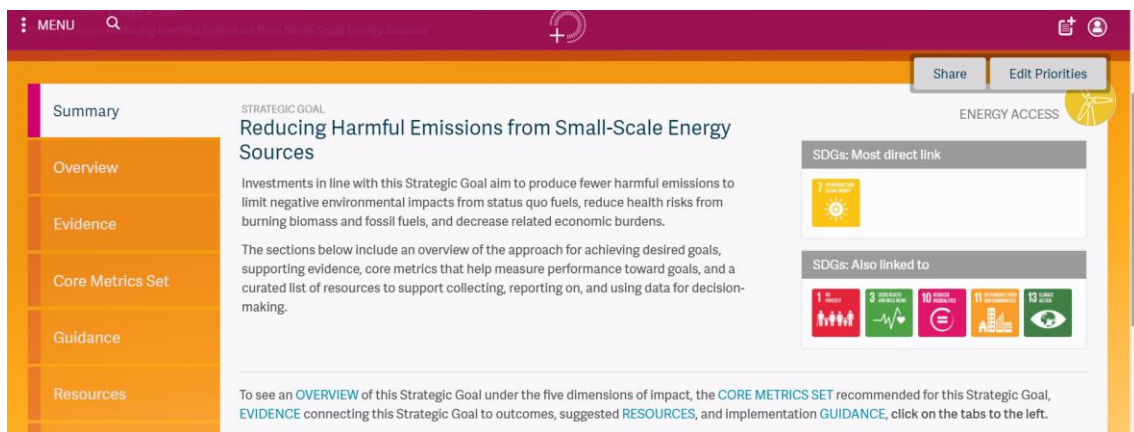 MENU
Share
Edit Priorities
Summary
Overview
Evidence
Core Metrics Set
Guidance
Resources
STRATEGIC GOAL
Reducing Harmful Emissions from Small-Scale Energy
Sources
Investments in line with this Strategic Goal aim to produce fewer harmful emissions to
limit negative environmental impacts from status quo fuels, reduce health risks from
burning biomass and fossil fuels, and decrease related economic burdens.
The sections below include an overview of the approach for achieving desired goals,
supporting evidence, core metrics that help measure performance toward goals, and a
curated list of resources to support collecting, reporting on, and using data for decision-
making.
ENERGY ACCESS
SDGs: Most direct link
7
SDGs: Also linked to
1
3
10
11
13
To see an OVERVIEW of this Strategic Goal under the five dimensions of impact, the CORE METRICS SET recommended for this Strategic Goal,
EVIDENCE connecting this Strategic Goal to outcomes, suggested RESOURCES, and implementation GUIDANCE, click on the tabs to the left.